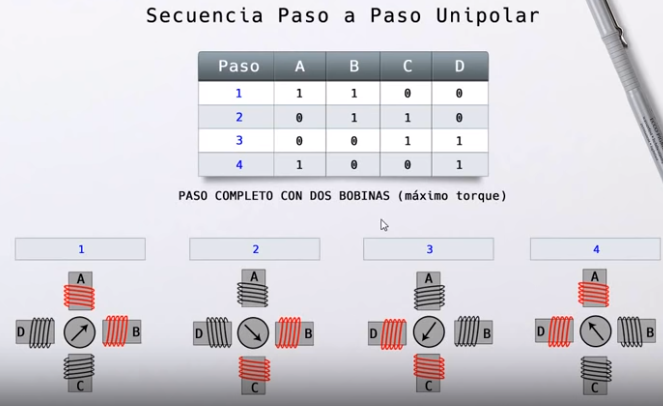 Secuencia Paso a Paso Unipolar
Paso A B C D
1 1 1 0 0
2 0 1 1 0
3 0 0 1 1
4 1 0 0 1
PASO COMPLETO CON DOS BOBINAS (máximo torque)
1 2 3 4
A A A A
D B D B D B D B
C C C C